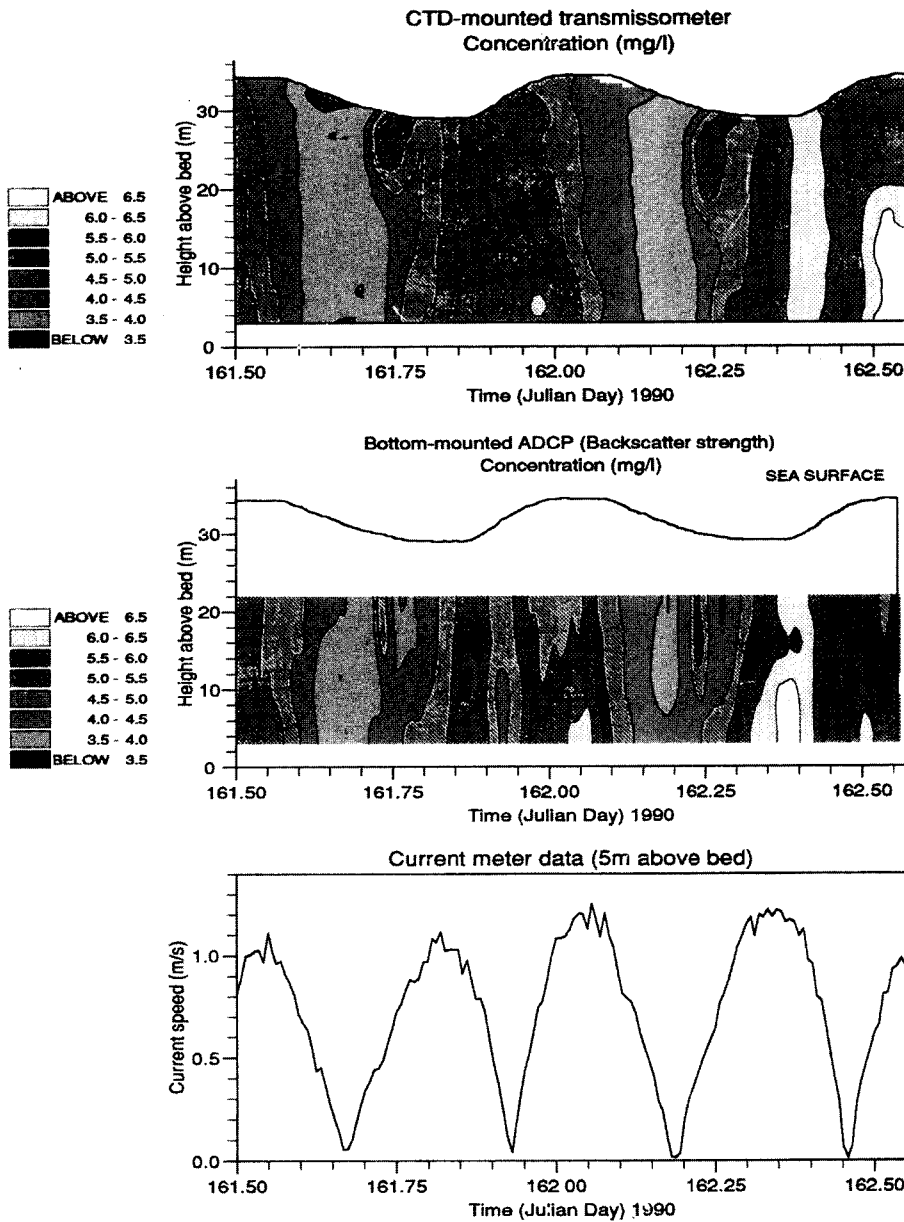 CTD-mounted transmissometer
Concentration (mg/l)
ABOVE 6.5
6.0 - 6.5
5.5 - 6.0
5.0 - 5.5
4.5 - 5.0
4.0 - 4.5
3.5 - 4.0
BELOW 3.5
Height above bed (m)
30
20
10
0
161.50 161.75 162.00 162.25 162.50
Time (Julian Day) 1990
Bottom-mounted ADCP (Backscatter strength)
Concentration (mg/l)
SEA SURFACE
ABOVE 6.5
6.0 - 6.5
5.5 - 6.0
5.0 - 5.5
4.5 - 5.0
4.0 - 4.5
3.5 - 4.0
BELOW 3.5
Height above bed (m)
30
20
10
0
161.50 161.75 162.00 162.25 162.50
Time (Julian Day) 1990
Current meter data (5m above bed)
Current speed (m/s)
1.0
0.5
0.0
161.50 161.75 162.00 162.25 162.50
Time (Julian Day) 1990